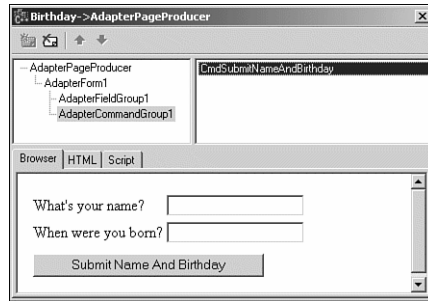 Birthday->AdapterPageProducer
AdapterPageProducer
AdapterForm1
AdapterFieldGroup1
AdapterCommandGroup1
CmdSubmitNameAndBirthday
Browser HTML Script
What's your name?
When were you born?
Submit Name And Birthday